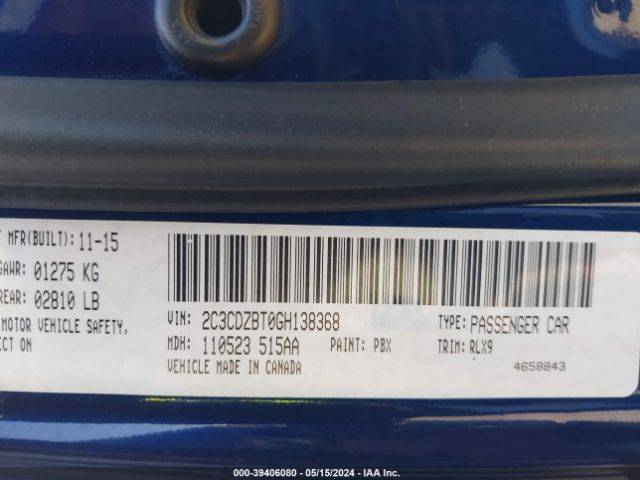 MFR(BUILT): 11-15
GAWR: 01275 KG
REAR: 02810 LB
MOTOR VEHICLE SAFETY,
ECT ON
VIN: 2C3CDZBT0GH138368
TYPE: PASSENGER CAR
MDH: 110523 515AA
PAINT: PBX
TRIM: RLX9
VEHICLE MADE IN CANADA
4658843
000-39406080 - 05/15/2024 - IAA Inc.